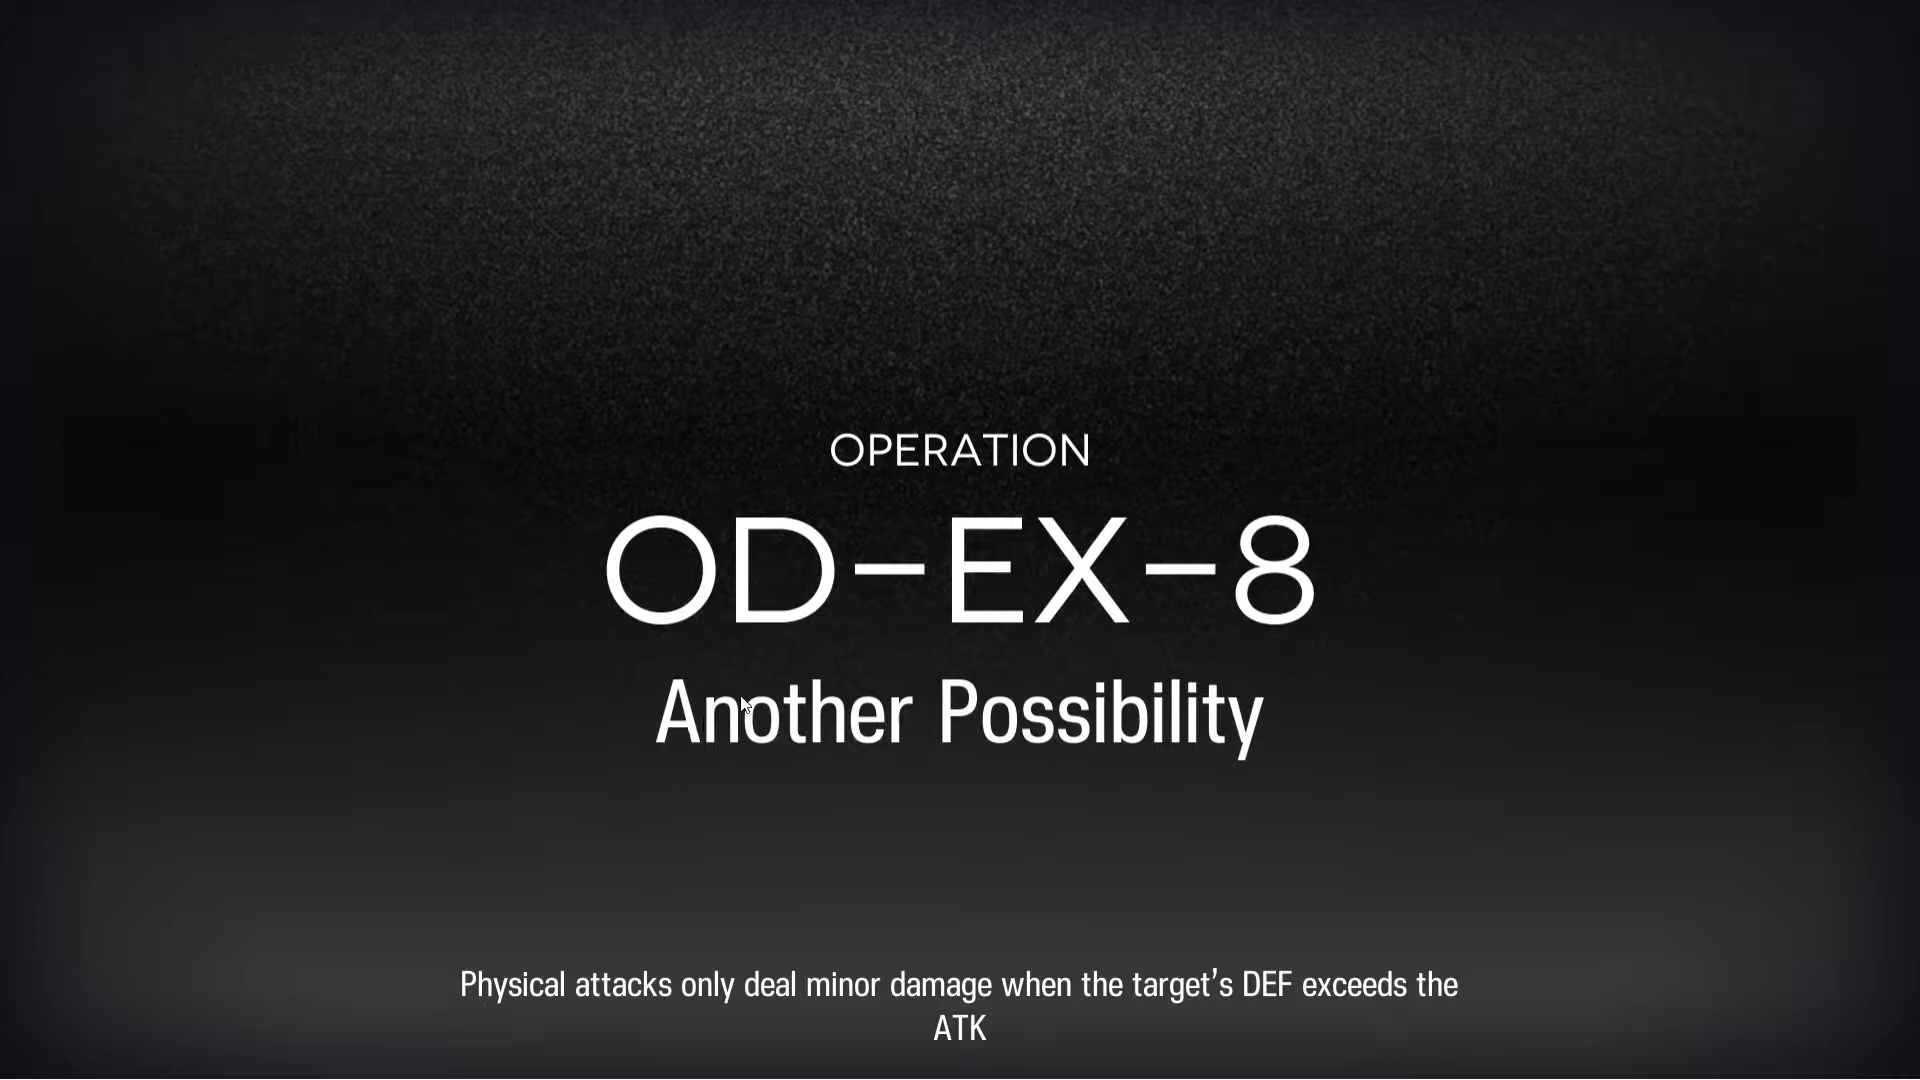 OPERATION
OD-EX-8
Another Possibility
Physical attacks only deal minor damage when the target’s DEF exceeds the
ATK